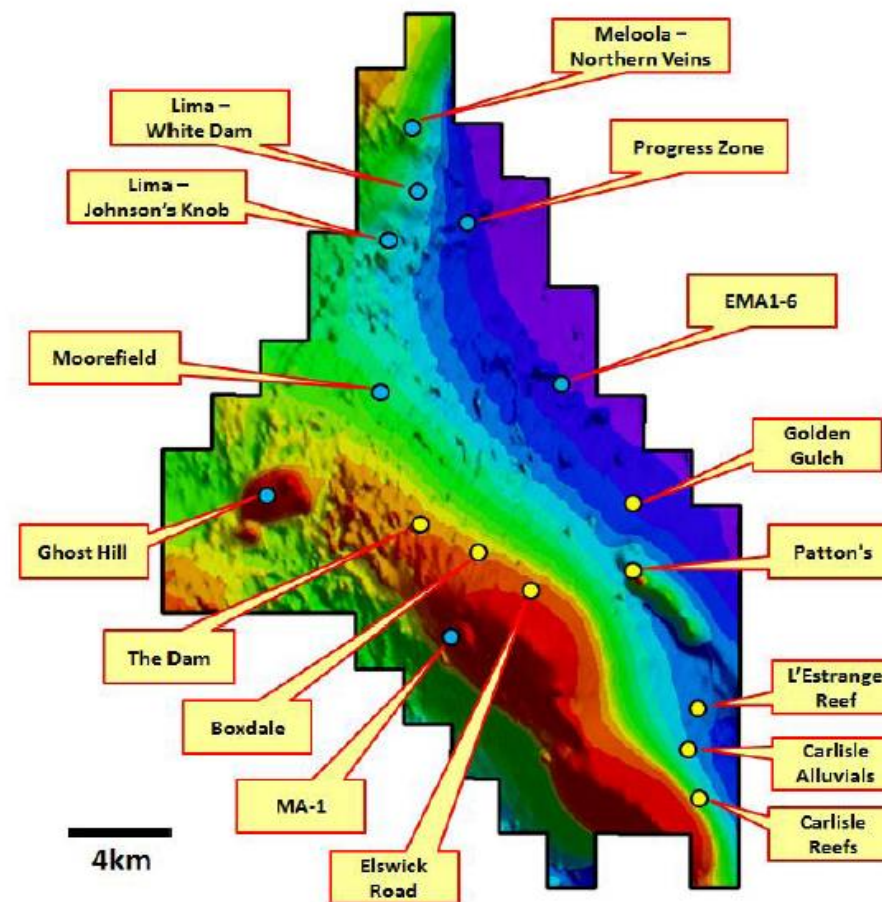 Meloola –
Northern Veins
Lima –
White Dam
Progress Zone
Lima –
Johnson's Knob
EMA1-6
Moorefield
Golden
Gulch
Ghost Hill
Patton's
The Dam
L'Estrange
Reef
Boxdale
Carlisle
Alluvials
MA-1
Carlisle
Reefs
Elswick
Road
4km